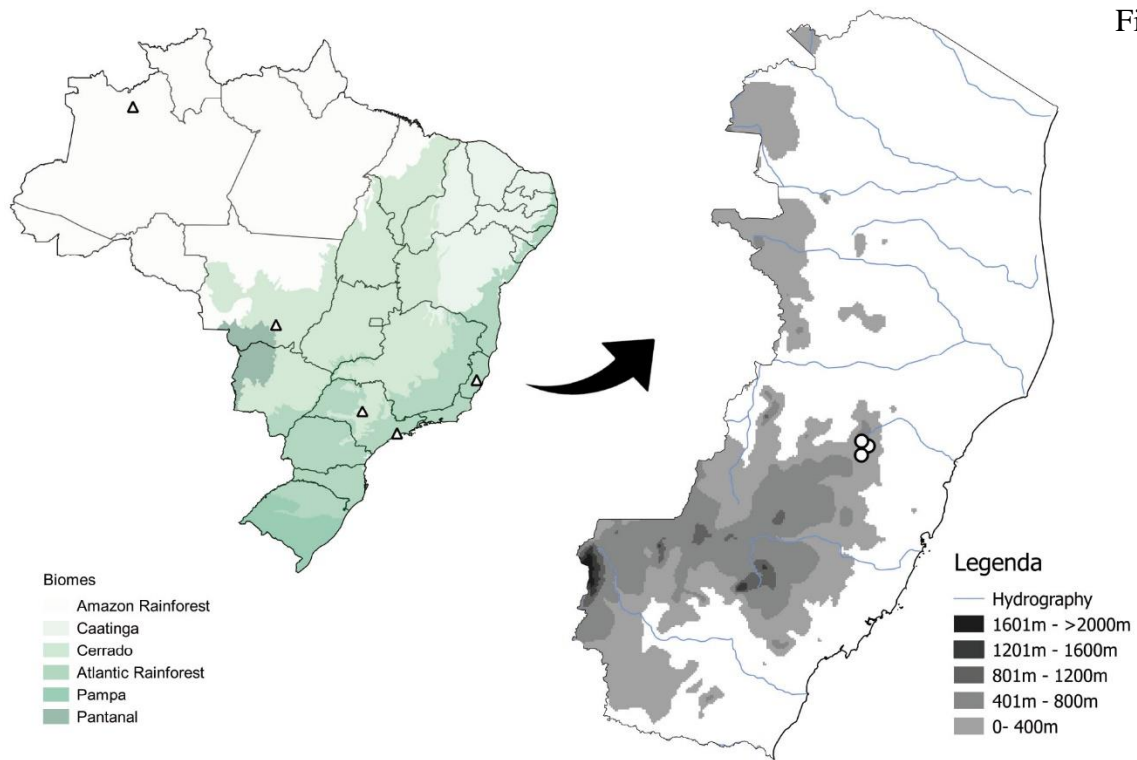 Fi
Biomes
Amazon Rainforest
Caatinga
Cerrado
Atlantic Rainforest
Pampa
Pantanal
Legenda
Hydrography
1601m - >2000m
1201m - 1600m
801m - 1200m
401m - 800m
0- 400m